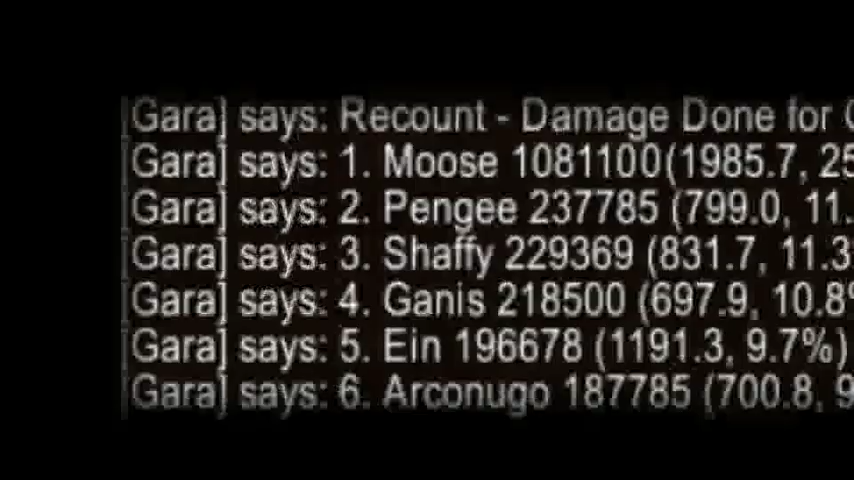 [Gara] says: Recount - Damage Done for
[Gara] says: 1. Moose 1081100(1985.7, 25
[Gara] says: 2. Pengee 237785 (799.0, 11.
[Gara] says: 3. Shaffy 229369 (831.7, 11.3
[Gara] says: 4. Ganis 218500 (697.9, 10.8%
[Gara] says: 5. Ein 196678 (1191.3, 9.7%)
[Gara] says: 6. Arconugo 187785 (700.8, 9